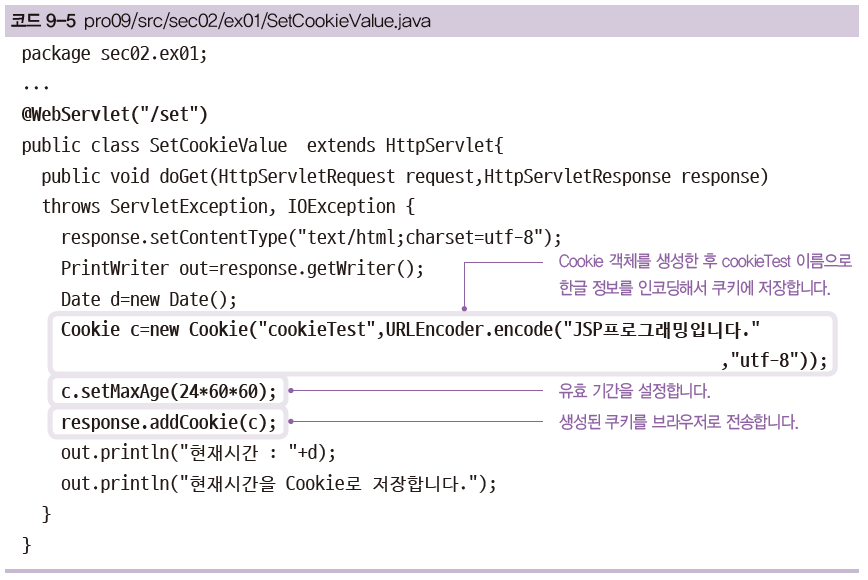 코드 9-5 pro09/src/sec02/ex01/SetCookieValue.java
package sec02.ex01;
...
@WebServlet("/set")
public class SetCookieValue  extends HttpServlet{
public void doGet(HttpServletRequest request,HttpServletResponse response)
throws ServletException, IOException {
response.setContentType("text/html;charset=utf-8");
PrintWriter out=response.getWriter();
Cookie 객체를 생성한 후 cookieTest 이름으로
한글 정보를 인코딩해서 쿠키에 저장합니다.
Date d=new Date();
Cookie c=new Cookie("cookieTest",URLEncoder.encode("JSP프로그래밍입니다."
,"utf-8"));
c.setMaxAge(24*60*60);
유효 기간을 설정합니다.
response.addCookie(c);
생성된 쿠키를 브라우저로 전송합니다.
out.println("현재시간 : "+d);
out.println("현재시간을 Cookie로 저장합니다.");
}
}